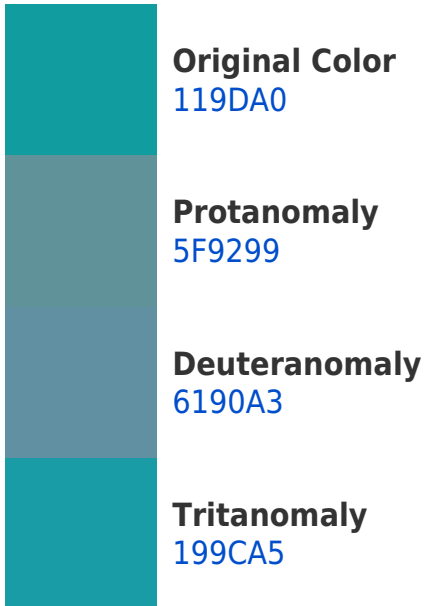 Original Color
119DA0
Protanomaly
5F9299
Deuteranomaly
6190A3
Tritanomaly
199CA5